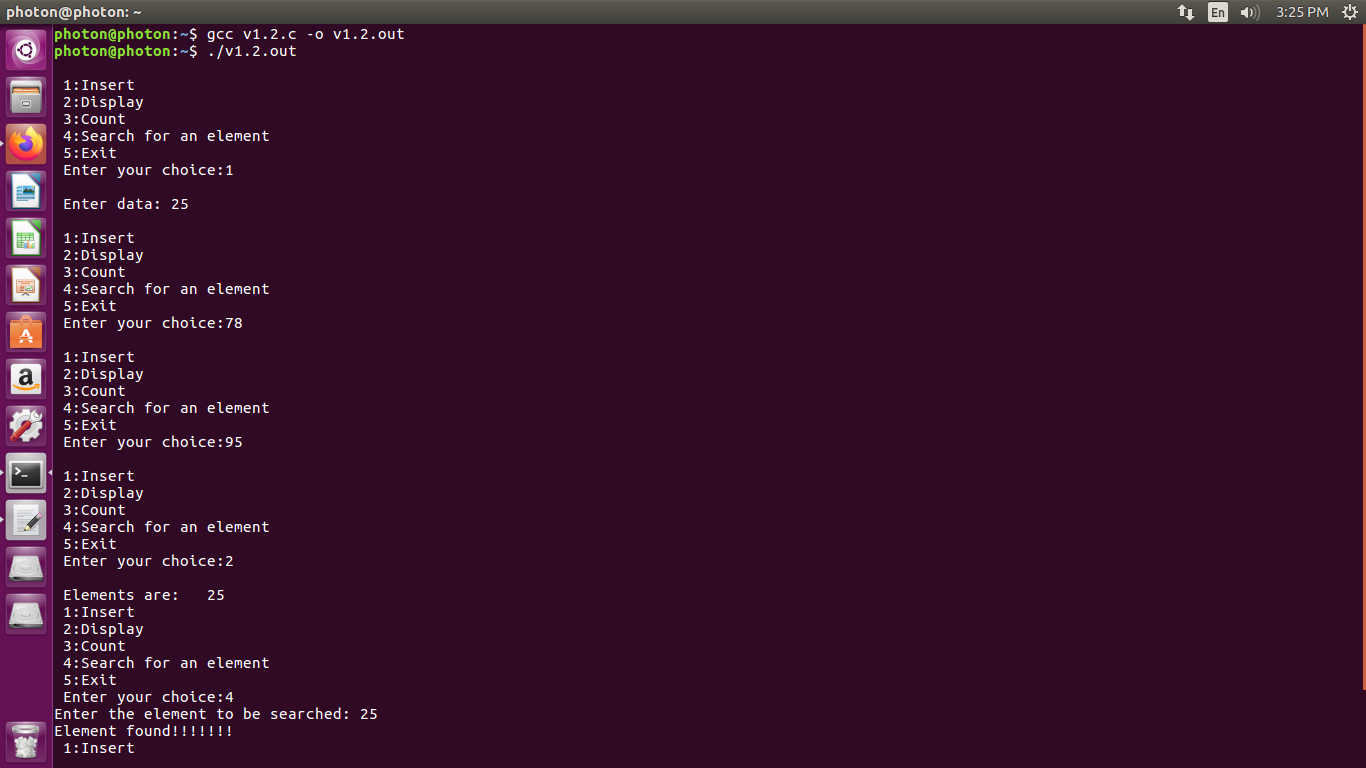 photon@photon: ~
En
3:25 PM
photon@photon:~$ gcc v1.2.c -o v1.2.out
photon@photon:~$ ./v1.2.out
1:Insert
2:Display
3:Count
4:Search for an element
5:Exit
Enter your choice:1
Enter data: 25
1:Insert
2:Display
3:Count
4:Search for an element
5:Exit
Enter your choice:78
1:Insert
2:Display
3:Count
4:Search for an element
5:Exit
Enter your choice:95
1:Insert
2:Display
3:Count
4:Search for an element
5:Exit
Enter your choice:2
Elements are:   25
1:Insert
2:Display
3:Count
4:Search for an element
5:Exit
Enter your choice:4
Enter the element to be searched: 25
Element found!!!!!!!
1:Insert